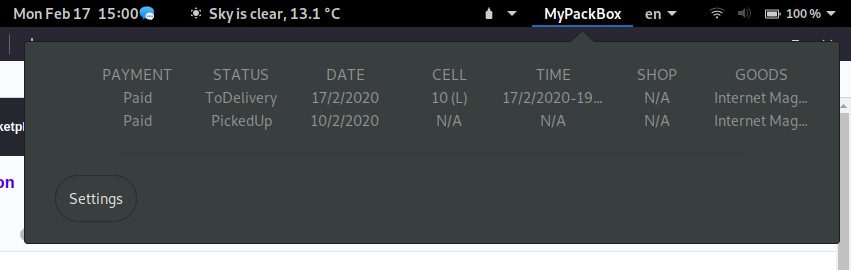 Mon Feb 17 15:00 Sky is clear, 13.1 °C MyPackBox en 100 %
PAYMENT STATUS DATE CELL TIME SHOP GOODS
Paid ToDelivery 17/2/2020 10 (L) 17/2/2020-19... N/A Internet Mag...
Paid PickedUp 10/2/2020 N/A N/A N/A Internet Mag...
etpl
on
Settings